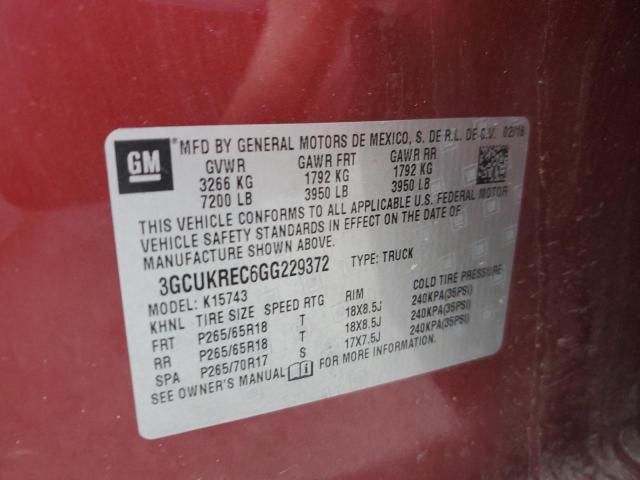 GM
*MFD BY GENERAL MOTORS DE MEXICO, S. DE R.L. DE C.V. 02/16
GVWR GAWR FRT GAWR RR
3266 KG 1792 KG 1792 KG
7200 LB 3950 LB 3950 LB
THIS VEHICLE CONFORMS TO ALL APPLICABLE U.S. FEDERAL MOTOR
VEHICLE SAFETY STANDARDS IN EFFECT ON THE DATE OF
MANUFACTURE SHOWN ABOVE.
3GCUKREC6GG229372 TYPE: TRUCK
MODEL: K15743
KHNL TIRE SIZE SPEED RTG RIM COLD TIRE PRESSURE
FRT P265/65R18 T 18X8.5J 240KPA(35PSI)
RR P265/65R18 T 18X8.5J 240KPA(35PSI)
SPA P265/70R17 S 17X7.5J 240KPA(35PSI)
SEE OWNER'S MANUAL FOR MORE INFORMATION.